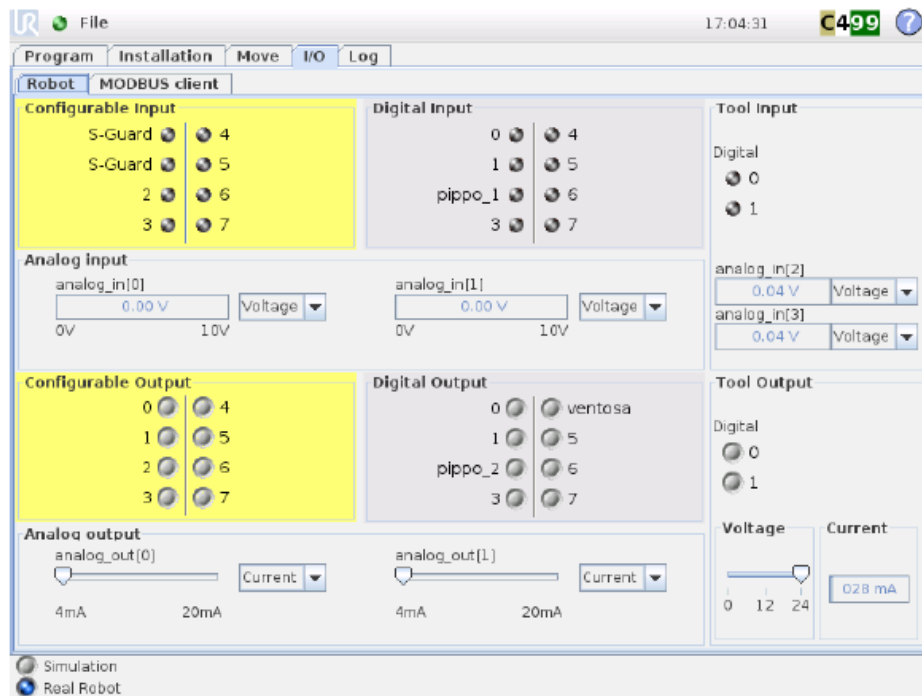 UR File 17:04:31 C499 ?
Program Installation Move I/O Log
Robot MODBUS client
Configurable Input
S-Guard 4
S-Guard 5
2 6
3 7
Digital Input
0 4
1 5
pippo_1 6
3 7
Tool Input
Digital
0
1
analog_in[2]
0.04 V Voltage
analog_in[3]
0.04 V Voltage
Analog input
analog_in[0]
0.00 V Voltage
0V 10V
analog_in[1]
0.00 V Voltage
0V 10V
Configurable Output
0 4
1 5
2 6
3 7
Digital Output
0 ventosa
1 5
pippo_2 6
3 7
Tool Output
Digital
0
1
Voltage
0 12 24
Current
028 mA
Analog output
analog_out[0]
Current
4mA 20mA
analog_out[1]
Current
4mA 20mA
Simulation
Real Robot